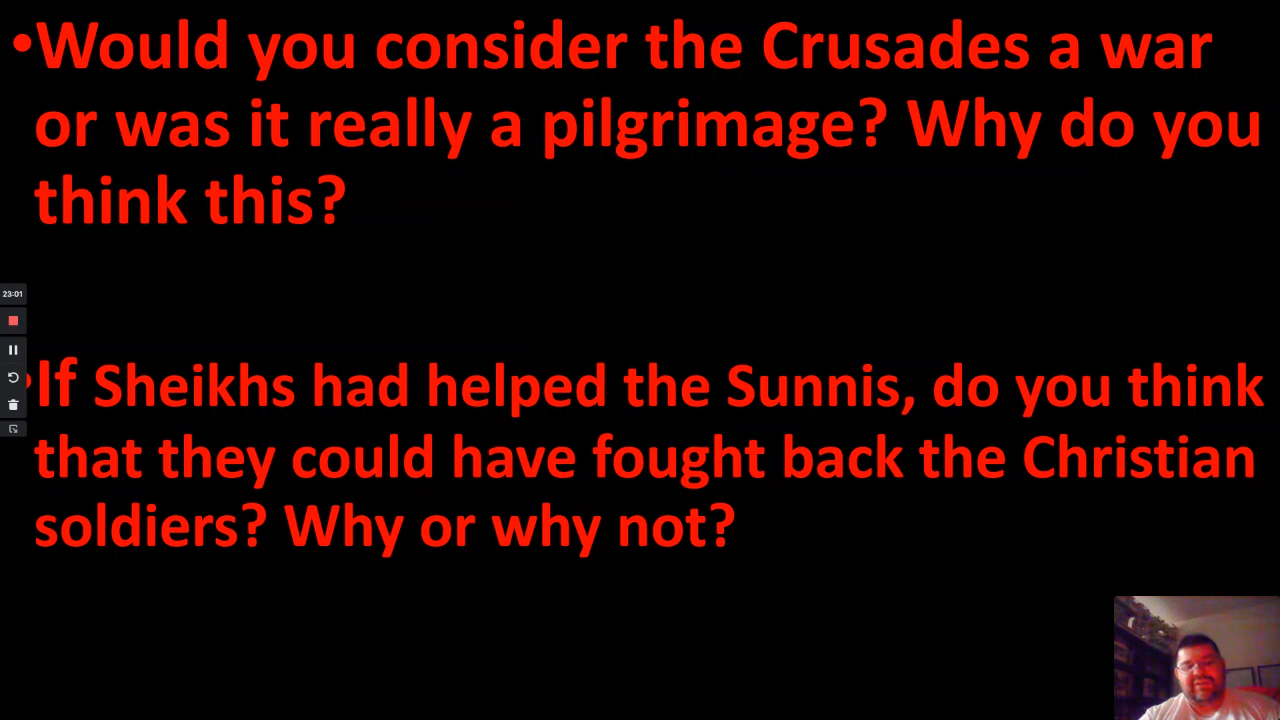 •Would you consider the Crusades a war
or was it really a pilgrimage? Why do you
think this?
23:01
•If Sheikhs had helped the Sunnis, do you think
that they could have fought back the Christian
soldiers? Why or why not?